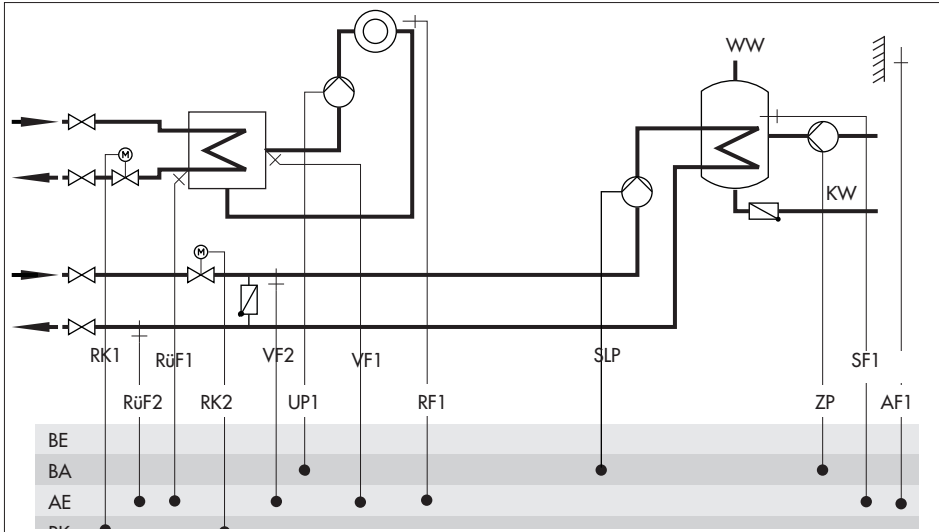 WW
M
KW
M
RK1 RüF1 VF2 VF1 SLP SF1
RüF2 RK2 UP1 RF1 ZP AF1
BE
BA
AE